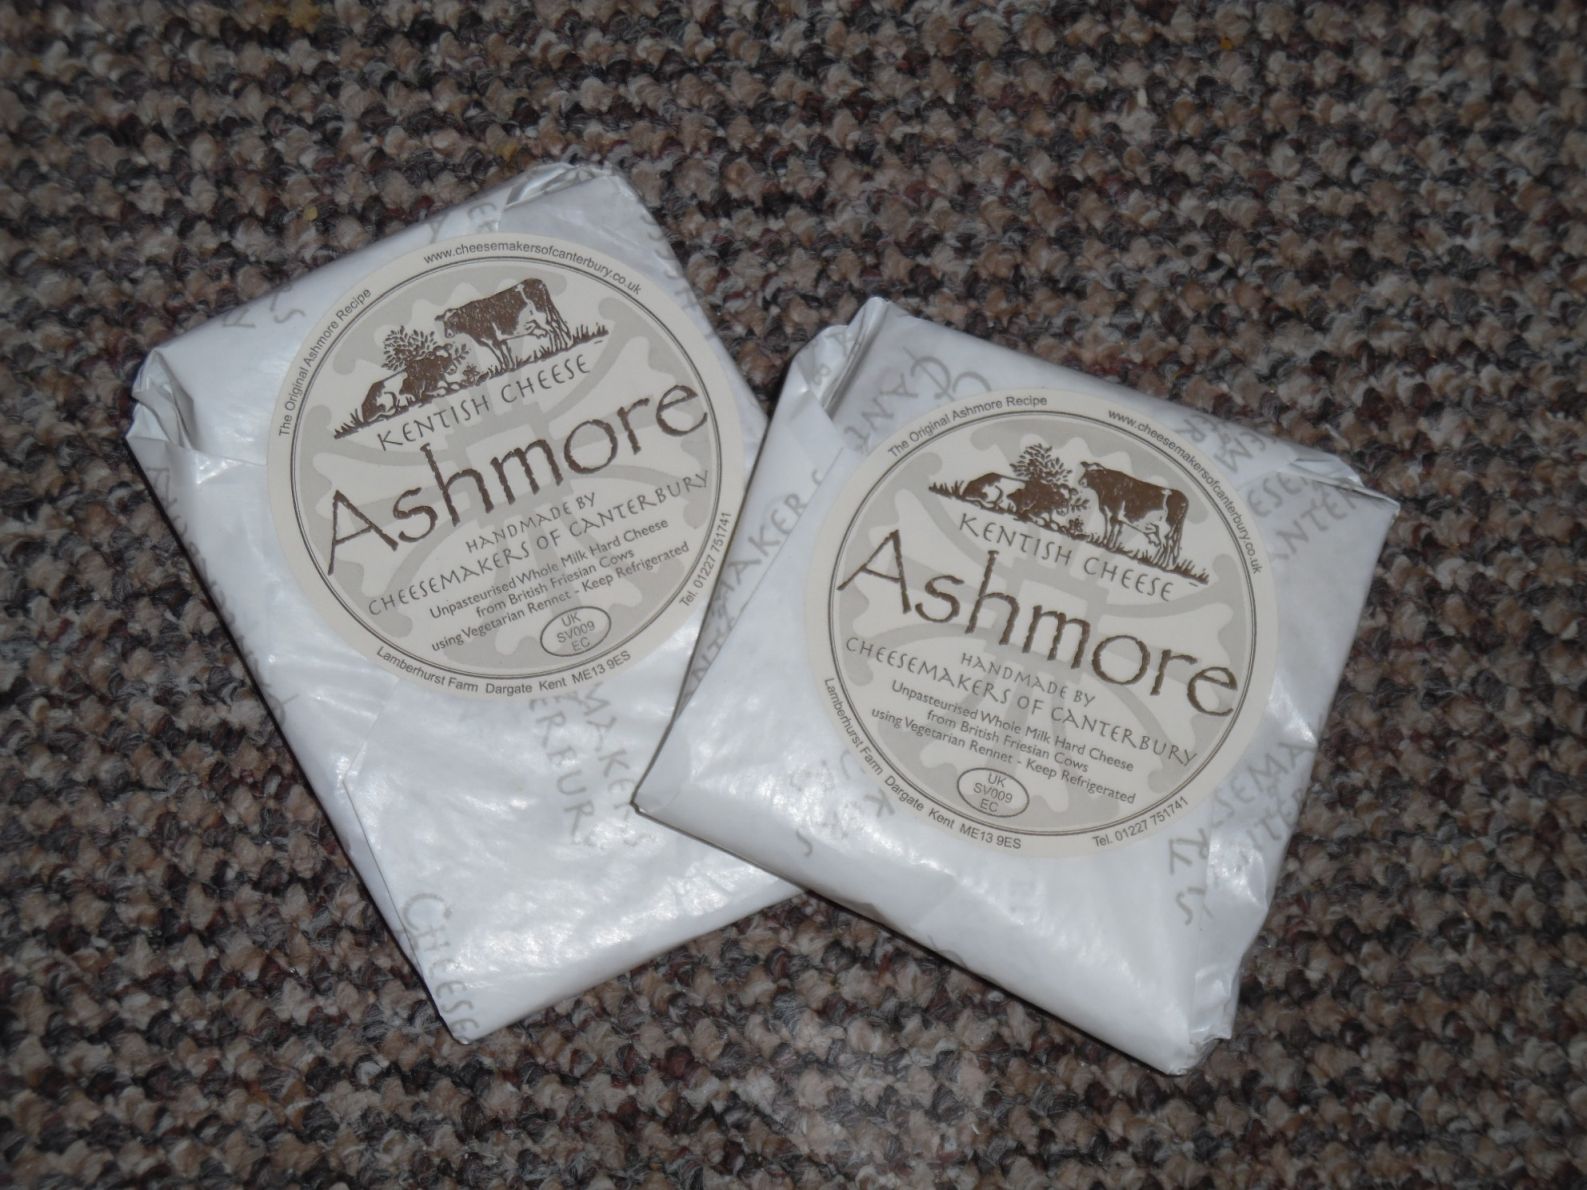 The Original Ashmore Recipe
www.cheesemakersofcanterbury.co.uk
KENTISH CHEESE
Ashmore
HANDMADE BY
CHEESEMAKERS OF CANTERBURY
Unpasteurised Whole Milk Hard Cheese
from British Friesian Cows
using Vegetarian Rennet - Keep Refrigerated
UK
SV009
EC
Lamberhurst Farm Dargate Kent ME13 9ES
Tel. 01227 751741
The Original Ashmore Recipe
www.cheesemakersofcanterbury.co.uk
KENTISH CHEESE
Ashmore
HANDMADE BY
CHEESEMAKERS OF CANTERBURY
Unpasteurised Whole Milk Hard Cheese
from British Friesian Cows
using Vegetarian Rennet - Keep Refrigerated
UK
SV009
EC
Lamberhurst Farm Dargate Kent ME13 9ES
Tel. 01227 751741
CHEESE